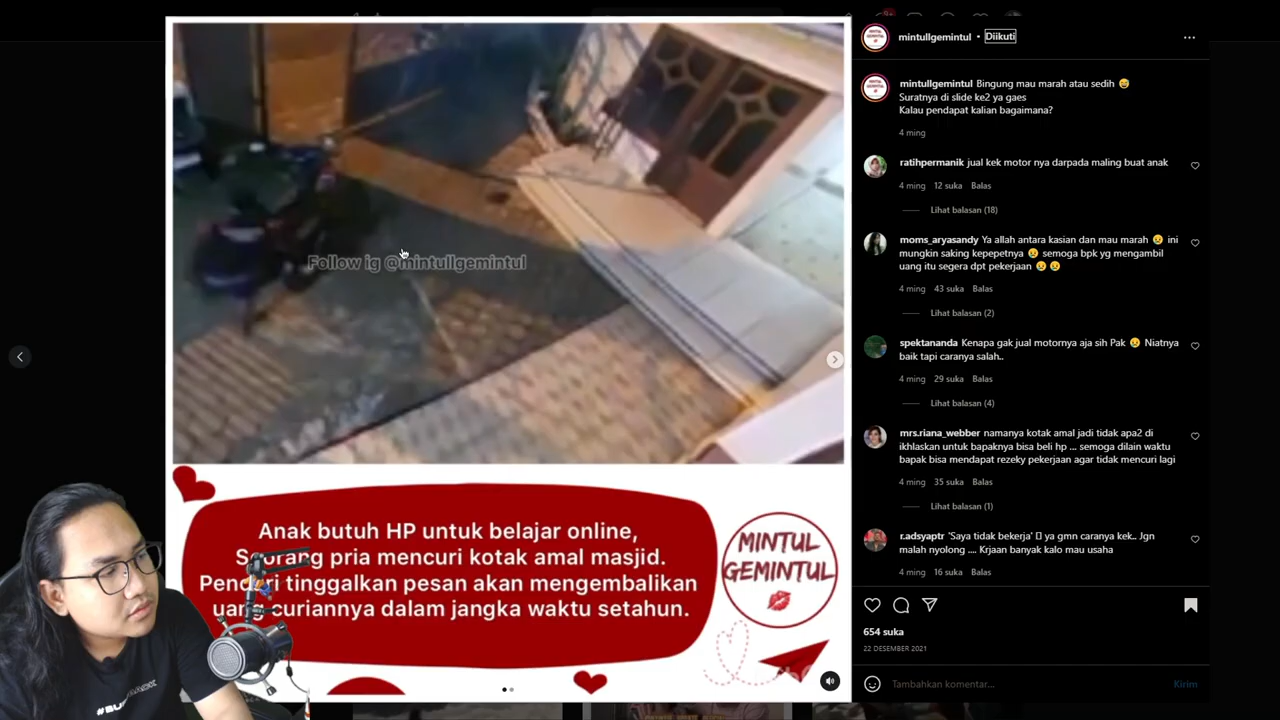 Follow ig @mintullgemintul
Anak butuh HP untuk belajar online,
Seorang pria mencuri kotak amal masjid.
Pencuri tinggalkan pesan akan mengembalikan
uang curiannya dalam jangka waktu setahun.
MINTUL
GEMINTUL
mintullgemintul • Diikuti
mintullgemintul Bingung mau marah atau sedih 😅
Suratnya di slide ke2 ya gaes
Kalau pendapat kalian bagaimana?
4 ming
ratihpermanik jual kek motor nya darpada maling buat anak
4 ming 12 suka Balas
Lihat balasan (18)
moms_aryasandy Ya allah antara kasian dan mau marah 😢 ini
mungkin saking kepepetnya 😢 semoga bpk yg mengambil
uang itu segera dpt pekerjaan 😢 😢
4 ming 43 suka Balas
Lihat balasan (2)
spektananda Kenapa gak jual motornya aja sih Pak 😢 Niatnya
baik tapi caranya salah..
4 ming 29 suka Balas
Lihat balasan (4)
mrs.riana_webber namanya kotak amal jadi tidak apa2 di
ikhlaskan untuk bapaknya bisa beli hp ... semoga dilain waktu
bapak bisa mendapat rezeky pekerjaan agar tidak mencuri lagi
4 ming 35 suka Balas
Lihat balasan (1)
r.adsyaptr 'Saya tidak bekerja' ya gmn caranya kek.. Jgn
malah nyolong .... Krjaan banyak kalo mau usaha
4 ming 16 suka Balas
654 suka
22 DESEMBER 2021
Tambahkan komentar...
Kirim